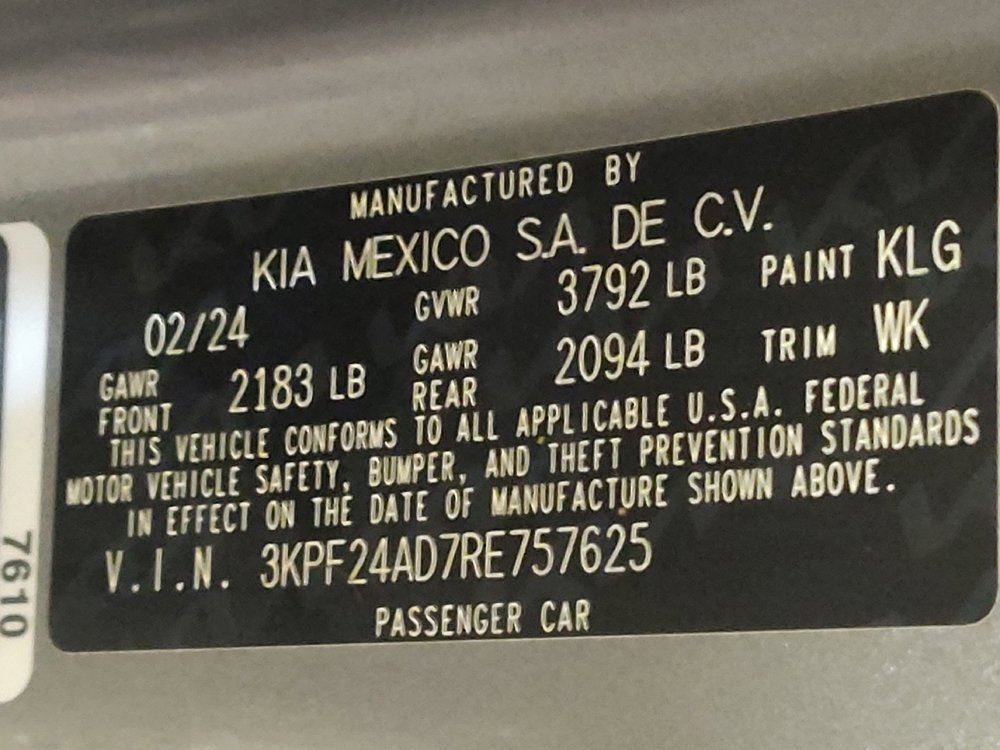 MANUFACTURED BY
KIA MEXICO S.A. DE C.V.
02/24 GVWR 3792 LB PAINT KLG
GAWR FRONT 2183 LB GAWR REAR 2094 LB TRIM WK
THIS VEHICLE CONFORMS TO ALL APPLICABLE U.S.A. FEDERAL
MOTOR VEHICLE SAFETY, BUMPER, AND THEFT PREVENTION STANDARDS
IN EFFECT ON THE DATE OF MANUFACTURE SHOWN ABOVE.
V.I.N. 3KPF24AD7RE757625
PASSENGER CAR
7610